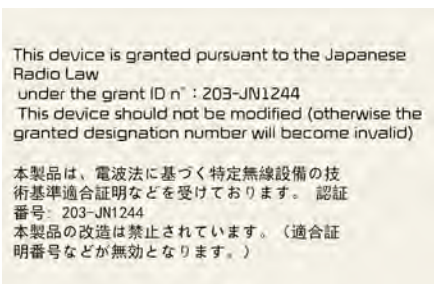 This device is granted pursuant to the Japanese
Radio Law
under the grant ID n° : 203-JN1244
This device should not be modified (otherwise the
granted designation number will become invalid)
本製品は、電波法に基づく特定無線設備の技
術基準適合証明などを受けております。 認証
番号: 203-JN1244
本製品の改造は禁止されています。（適合証
明番号などが無効となります。）